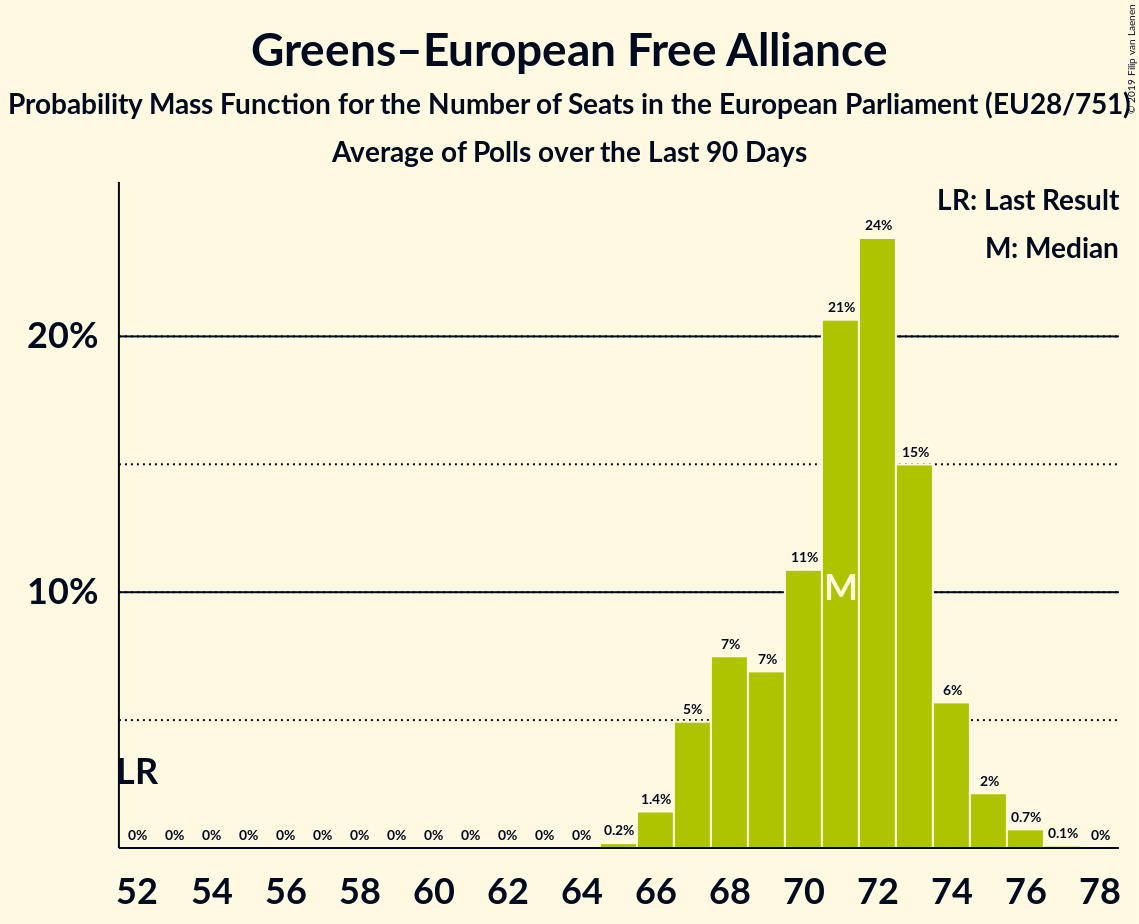 Greens–European Free Alliance
Probability Mass Function for the Number of Seats in the European Parliament (EU28/751)
Average of Polls over the Last 90 Days
© 2019 Filip van Laenen
LR: Last Result
M: Median
24%
21%
20%
15%
11%
10%
M
7%
7%
6%
5%
LR
2%
1.4%
0.7%
0% 0% 0% 0% 0% 0% 0% 0% 0% 0% 0% 0% 0% 0.2% 0.1% 0%
52 54 56 58 60 62 64 66 68 70 72 74 76 78